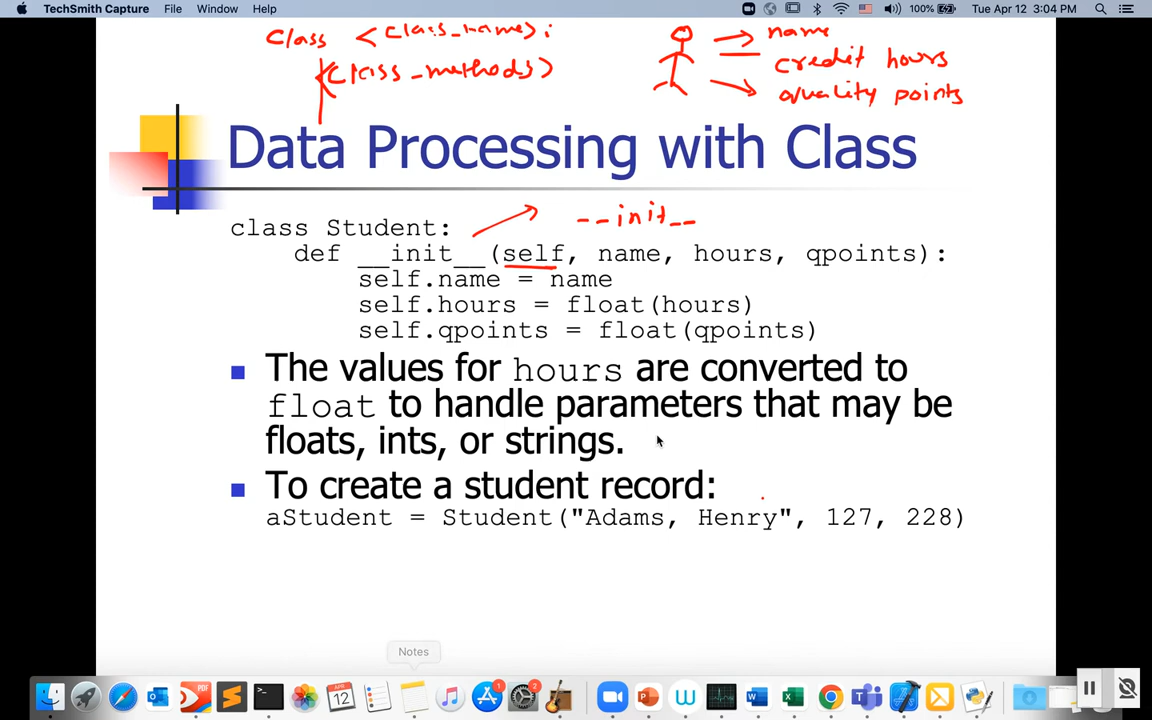 TechSmith Capture File Window Help 100% Tue Apr 12 3:04 PM
Class <class_name>:
<class_methods>
name
credit hours
quality points
Data Processing with Class
__init__
class Student:
def __init__(self, name, hours, qpoints):
self.name = name
self.hours = float(hours)
self.qpoints = float(qpoints)
The values for hours are converted to
float to handle parameters that may be
floats, ints, or strings.
To create a student record:
aStudent = Student("Adams, Henry", 127, 228)
Notes